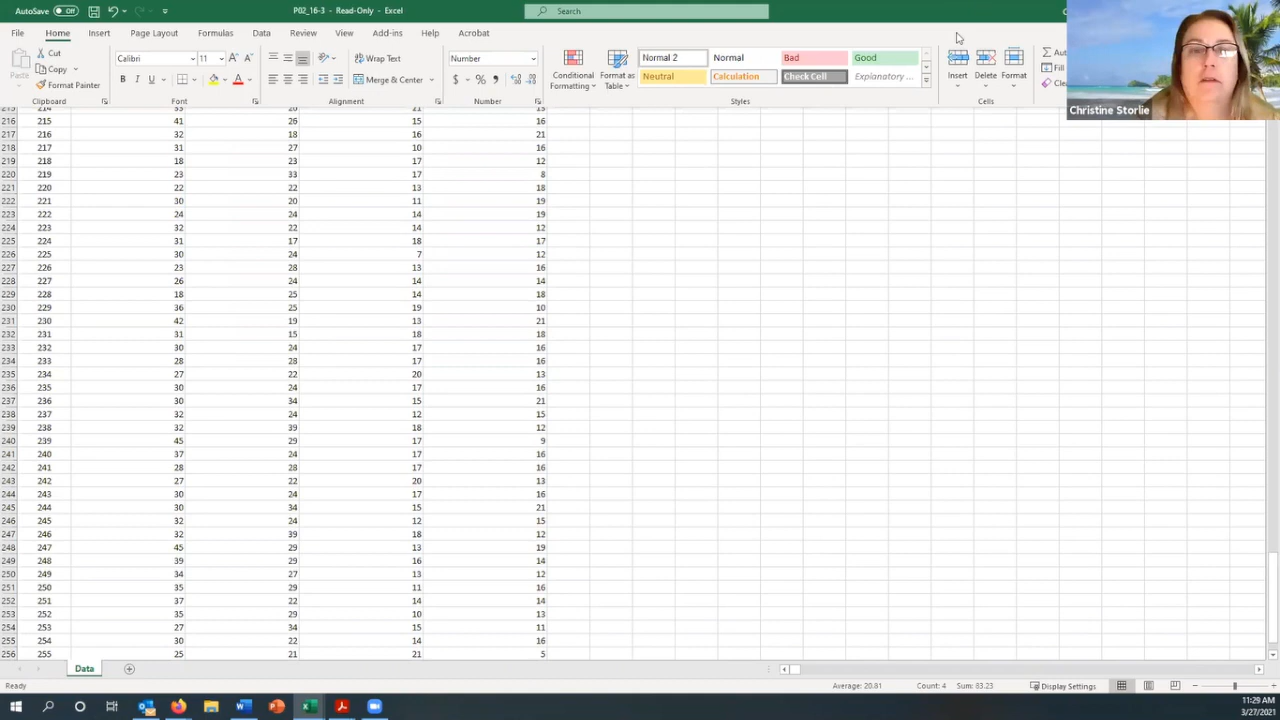 AutoSave Off P02_16-3 - Read-Only - Excel Search
File Home Insert Page Layout Formulas Data Review View Add-ins Help Acrobat
Paste Cut Copy Format Painter
Calibri 11
B I U A
Wrap Text
Merge & Center
Number
$ % 9
Conditional Formatting
Format as Table
Normal 2 Normal Bad Good
Neutral Calculation Check Cell Explanatory ...
Insert Delete Format
Clipboard Font Alignment Number Styles Cells
Christine Storlie
216 215 41 26 15 16
217 216 32 18 16 21
218 217 31 27 10 16
219 218 18 23 17 12
220 219 23 33 17 8
221 220 22 22 13 18
222 221 30 20 11 19
223 222 24 24 14 19
224 223 32 22 14 12
225 224 31 17 18 17
226 225 30 24 7 12
227 226 23 28 13 16
228 227 26 24 14 14
229 228 18 25 14 18
230 229 36 25 19 10
231 230 42 19 13 21
232 231 31 15 18 18
233 232 30 24 17 16
234 233 28 28 17 16
235 234 27 22 20 13
236 235 30 24 17 16
237 236 30 34 15 21
238 237 32 24 12 15
239 238 32 39 18 12
240 239 45 29 17 9
241 240 37 24 17 16
242 241 28 28 17 16
243 242 27 22 20 13
244 243 30 24 17 16
245 244 30 34 15 21
246 245 32 24 12 15
247 246 32 39 18 12
248 247 45 29 13 19
249 248 39 29 16 14
250 249 34 27 13 12
251 250 35 29 11 16
252 251 37 22 14 14
253 252 35 29 10 13
254 253 27 34 15 11
255 254 30 22 14 16
256 255 25 21 21 5
Data
Ready Average: 20.81 Count: 4 Sum: 83.23 Display Settings
11:29 AM
3/27/2021